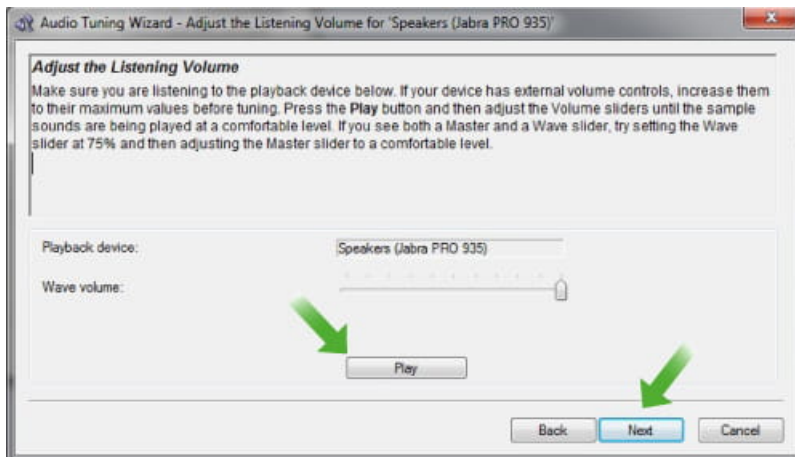 Audio Tuning Wizard - Adjust the Listening Volume for 'Speakers (Jabra PRO 935)'
Adjust the Listening Volume
Make sure you are listening to the playback device below. If your device has external volume controls, increase them
to their maximum values before tuning. Press the Play button and then adjust the Volume sliders until the sample
sounds are being played at a comfortable level. If you see both a Master and a Wave slider, try setting the Wave
slider at 75% and then adjusting the Master slider to a comfortable level.
Playback device: Speakers (Jabra PRO 935)
Wave volume:
Play
Back Next Cancel